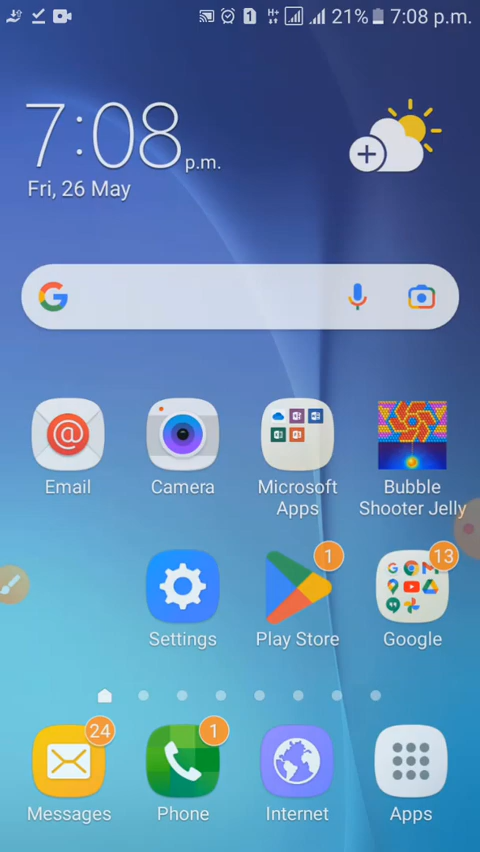 1 H+ 21% 7:08 p.m.
7:08 p.m.
Fri, 26 May
G
@
Email
Camera
Microsoft
Apps
Bubble
Shooter Jelly
1
13
Settings
Play Store
Google
24
1
Messages
Phone
Internet
Apps